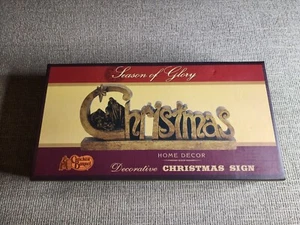 Season of Glory
Christmas
HOME DECOR
Cracker Barrel
Decorative CHRISTMAS SIGN